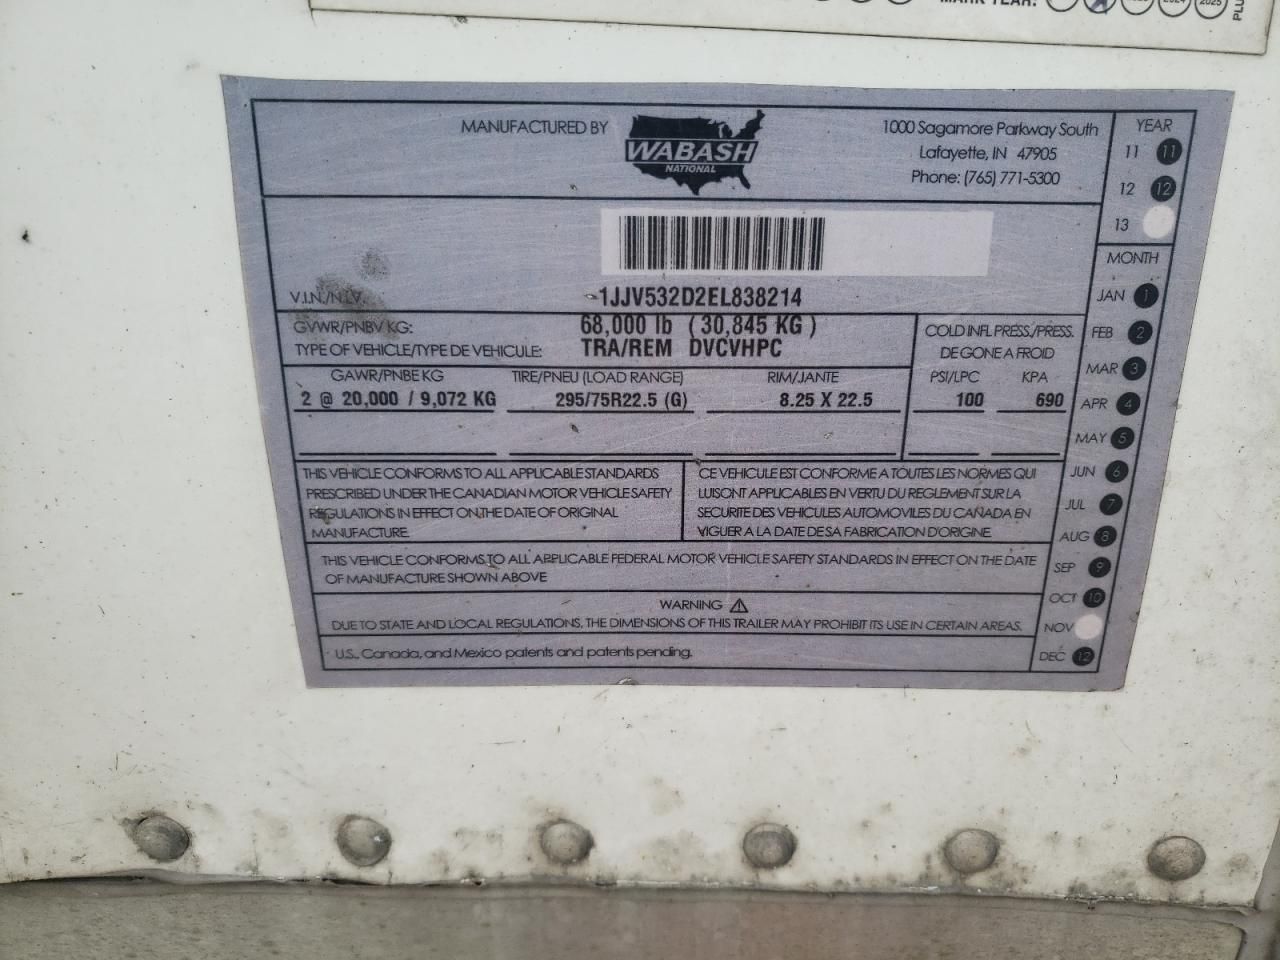 MARK YEAR: 2024 2025
PLU
MANUFACTURED BY
WABASH
NATIONAL
1000 Sagamore Parkway South
Lafayette, IN 47905
Phone: (765) 771-5300
YEAR
11 11
12 12
13
V.I.N./N.I.V.
1JJV532D2EL838214
GVWR/PNBV KG: 68,000 lb (30,845 KG)
TYPE OF VEHICLE/TYPE DE VEHICULE: TRA/REM DVCVHPC
COLD INFL PRESS./PRESS.
DE GONE A FROID
GAWR/PNBE KG TIRE/PNEU (LOAD RANGE) RIM/JANTE PSI/LPC KPA
2 @ 20,000 / 9,072 KG 295/75R22.5 (G) 8.25 X 22.5 100 690
THIS VEHICLE CONFORMS TO ALL APPLICABLE STANDARDS
PRESCRIBED UNDER THE CANADIAN MOTOR VEHICLE SAFETY
REGULATIONS IN EFFECT ON THE DATE OF ORIGINAL
MANUFACTURE.
CE VEHICULE EST CONFORME A TOUTES LES NORMES QUI
LUI SONT APPLICABLES EN VERTU DU REGLEMENT SUR LA
SECURITE DES VEHICULES AUTOMOVILES DU CANADA EN
VIGUER A LA DATE DE SA FABRICATION D'ORIGINE.
THIS VEHICLE CONFORMS TO ALL APPLICABLE FEDERAL MOTOR VEHICLE SAFETY STANDARDS IN EFFECT ON THE DATE
OF MANUFACTURE SHOWN ABOVE
WARNING
DUE TO STATE AND LOCAL REGULATIONS, THE DIMENSIONS OF THIS TRAILER MAY PROHIBIT ITS USE IN CERTAIN AREAS.
U.S., Canada, and Mexico patents and patents pending.
MONTH
JAN 1
FEB 2
MAR 3
APR 4
MAY 5
JUN 6
JUL 7
AUG 8
SEP 9
OCT 10
NOV
DEC 12